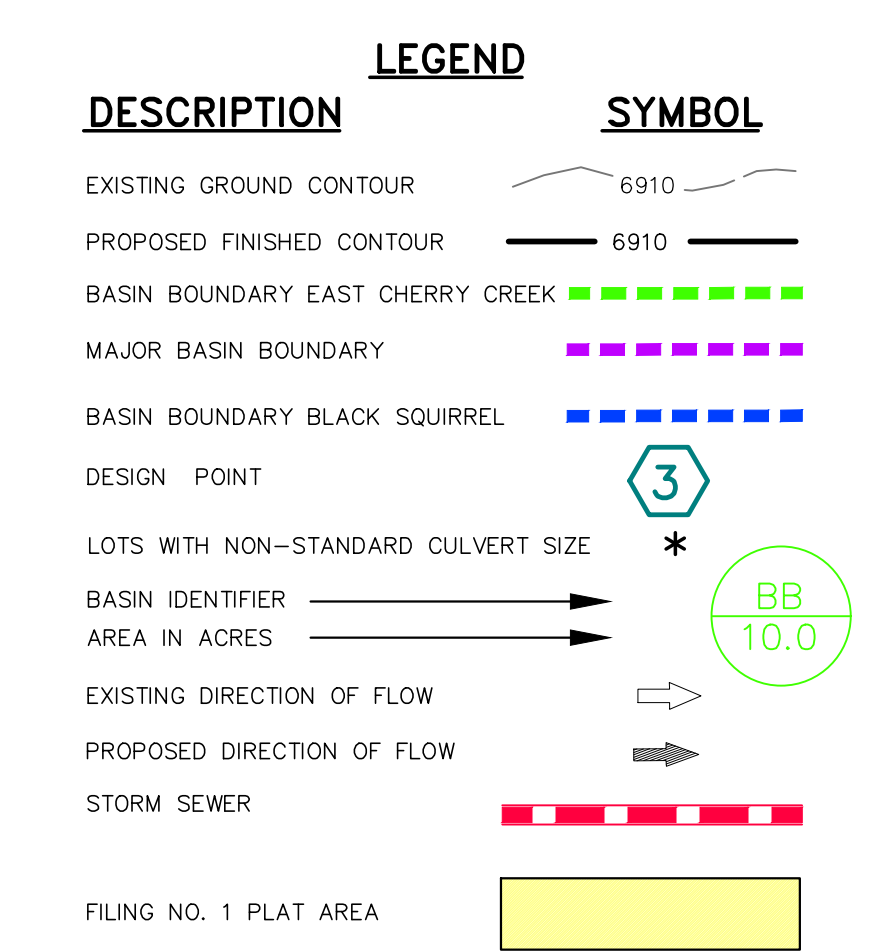 LEGEND
DESCRIPTION SYMBOL
EXISTING GROUND CONTOUR 6910
PROPOSED FINISHED CONTOUR 6910
BASIN BOUNDARY EAST CHERRY CREEK
MAJOR BASIN BOUNDARY
BASIN BOUNDARY BLACK SQUIRREL
DESIGN POINT 3
LOTS WITH NON-STANDARD CULVERT SIZE *
BASIN IDENTIFIER BB
AREA IN ACRES 10.0
EXISTING DIRECTION OF FLOW
PROPOSED DIRECTION OF FLOW
STORM SEWER
FILING NO. 1 PLAT AREA